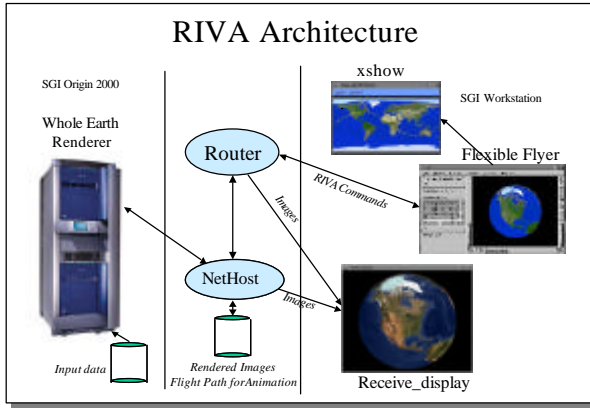 RIVA Architecture
SGI Origin 2000
Whole Earth
Renderer
Input data
Router
NetHost
Images
Images
RIVA Commands
Rendered Images
Flight Path forAnimation
xshow
SGI Workstation
Flexible Flyer
Receive_display